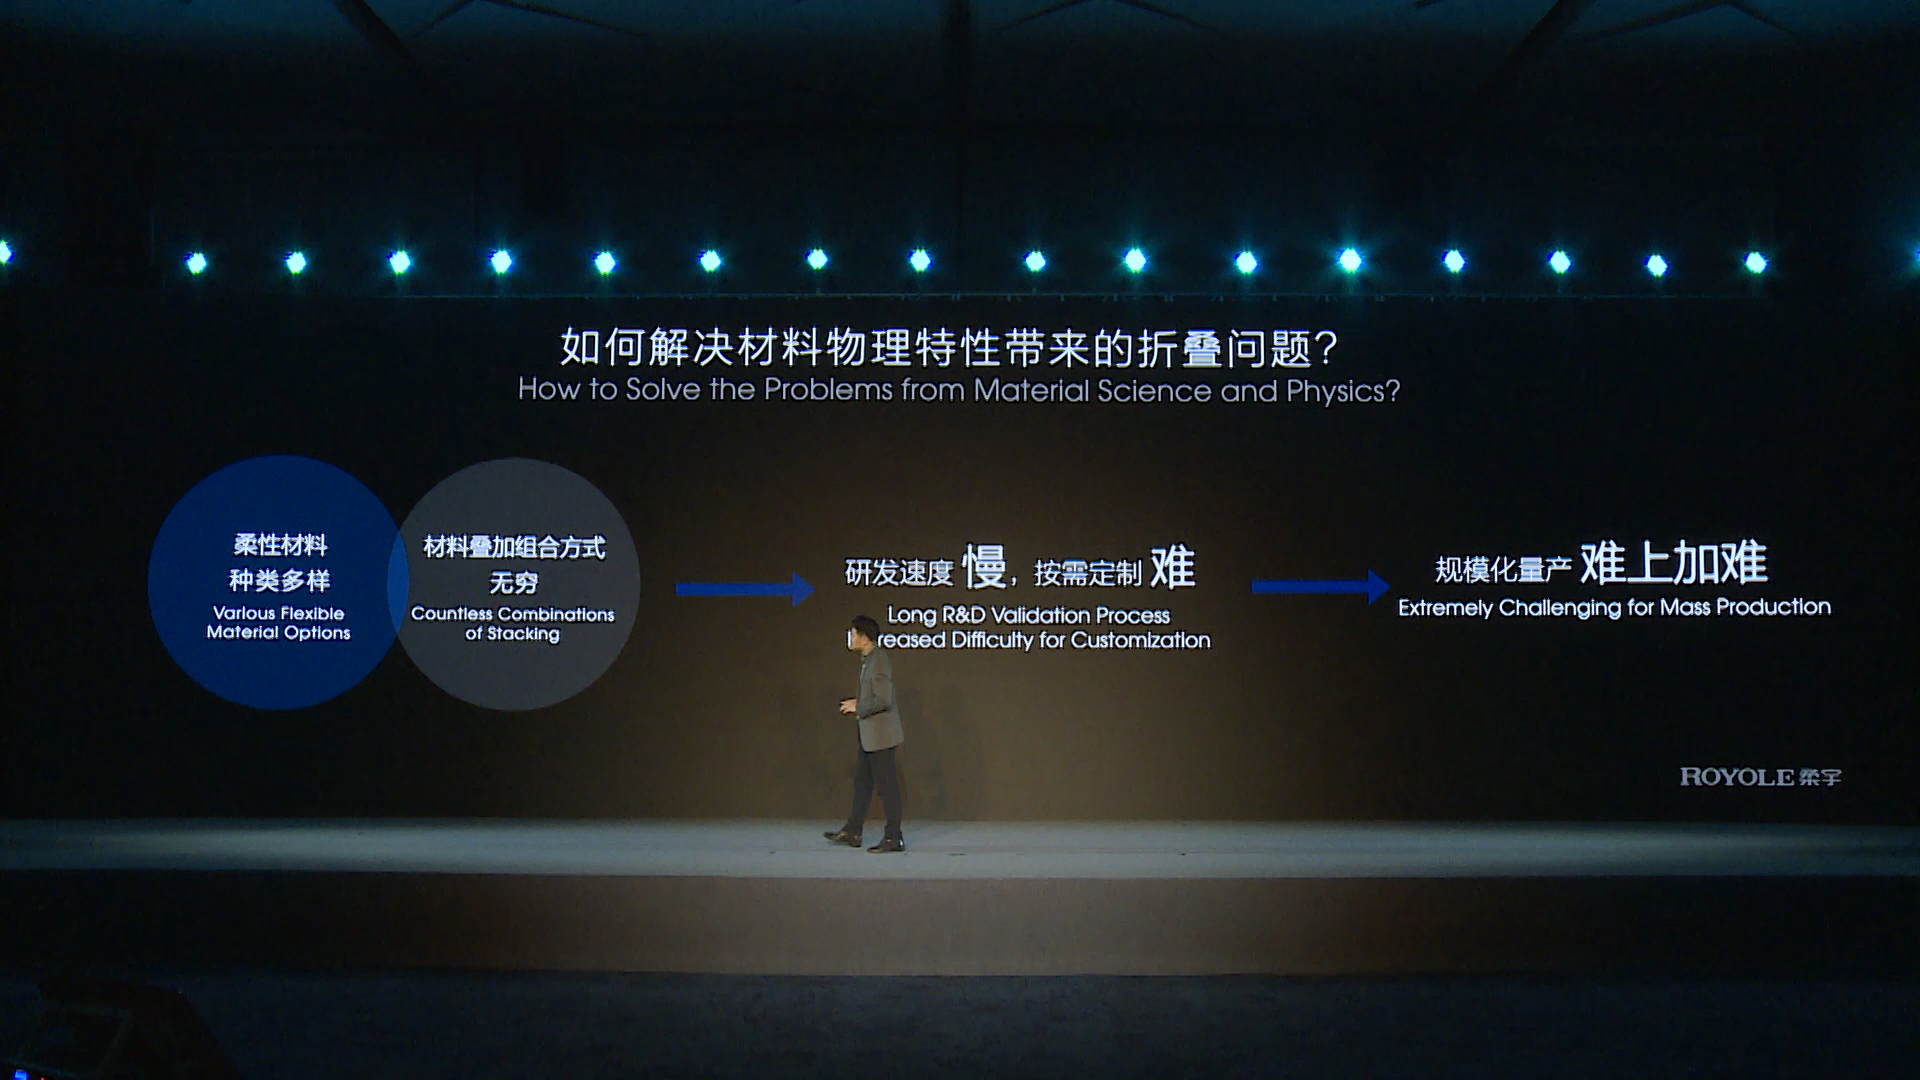 如何解决材料物理特性带来的折叠问题?
How to Solve the Problems from Material Science and Physics?
柔性材料
种类多样
Various Flexible
Material Options
材料叠加组合方式
无穷
Countless Combinations
of Stacking
研发速度 慢, 按需定制 难
Long R&D Validation Process
reased Difficulty for Customization
规模化量产 难上加难
Extremely Challenging for Mass Production
ROYOLE 柔宇